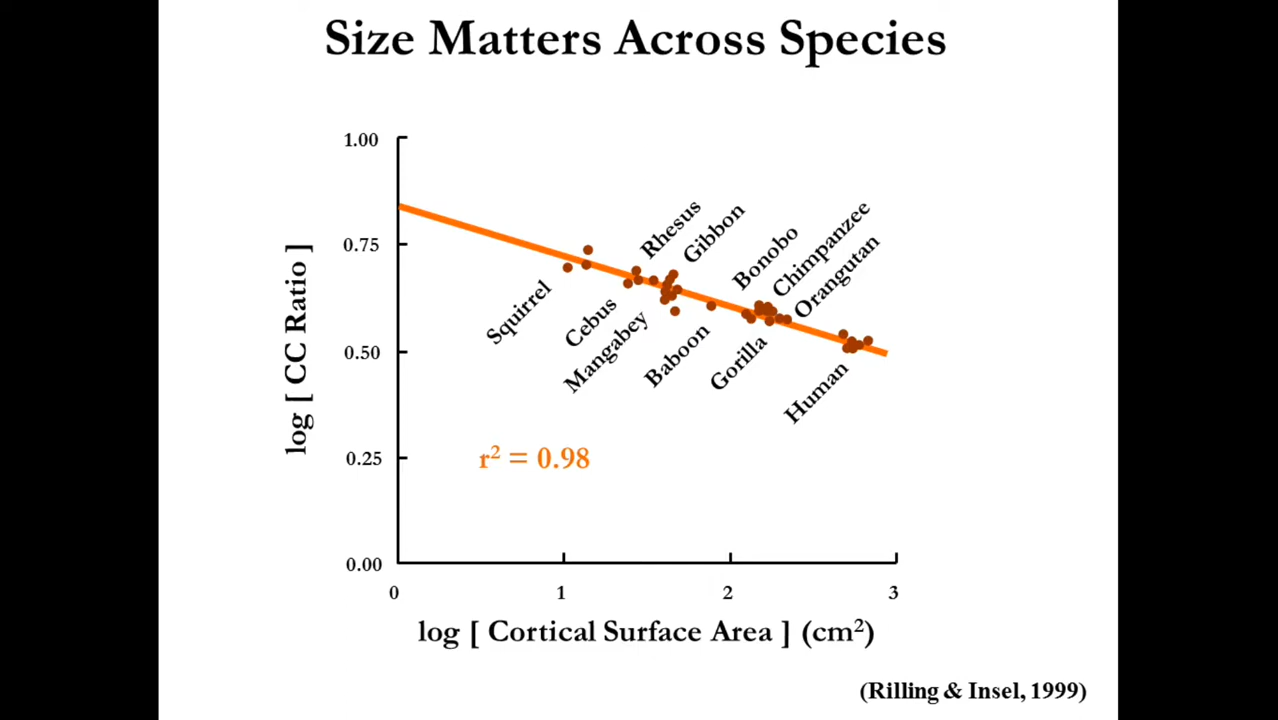 Size Matters Across Species
1.00
0.75
0.50
0.25
0.00
log [ CC Ratio ]
Squirrel
Cebus
Mangabey
Rhesus
Gibbon
Baboon
Gorilla
Bonobo
Chimpanzee
Orangutan
Human
r² = 0.98
0 1 2 3
log [ Cortical Surface Area ] (cm²)
(Rilling & Insel, 1999)